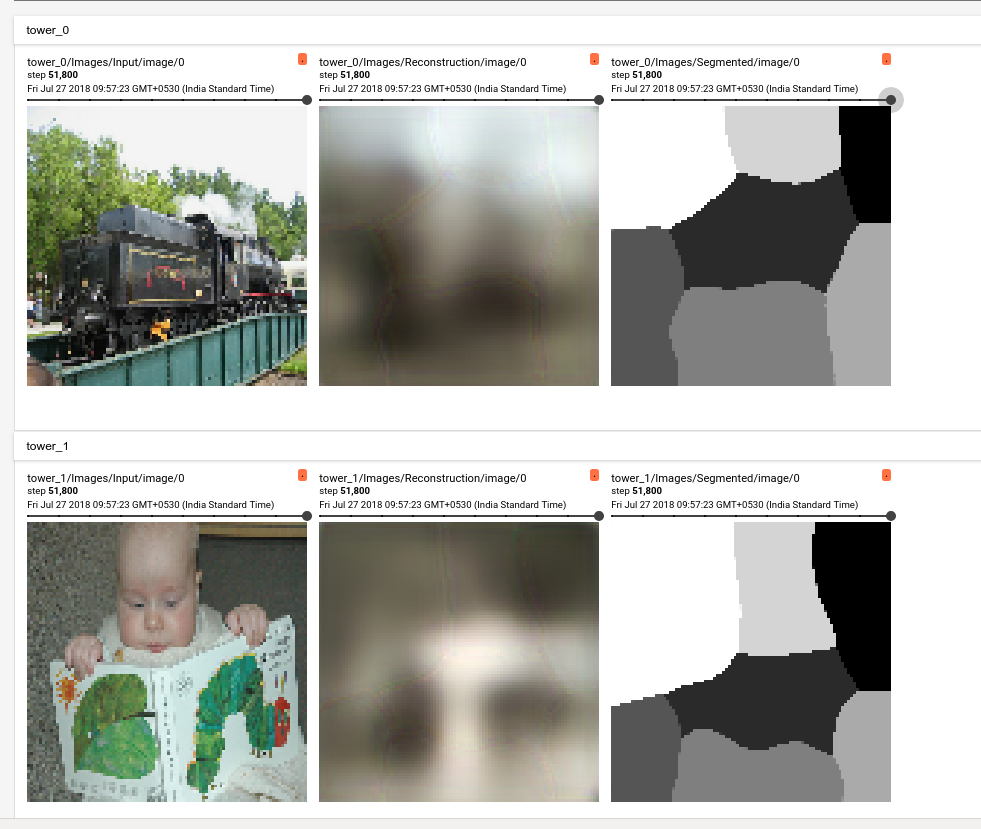 tower_0
tower_0/Images/Input/image/0
step 51,800
Fri Jul 27 2018 09:57:23 GMT+0530 (India Standard Time)
tower_0/Images/Reconstruction/image/0
step 51,800
Fri Jul 27 2018 09:57:23 GMT+0530 (India Standard Time)
tower_0/Images/Segmented/image/0
step 51,800
Fri Jul 27 2018 09:57:23 GMT+0530 (India Standard Time)
tower_1
tower_1/Images/Input/image/0
step 51,800
Fri Jul 27 2018 09:57:23 GMT+0530 (India Standard Time)
tower_1/Images/Reconstruction/image/0
step 51,800
Fri Jul 27 2018 09:57:23 GMT+0530 (India Standard Time)
tower_1/Images/Segmented/image/0
step 51,800
Fri Jul 27 2018 09:57:23 GMT+0530 (India Standard Time)